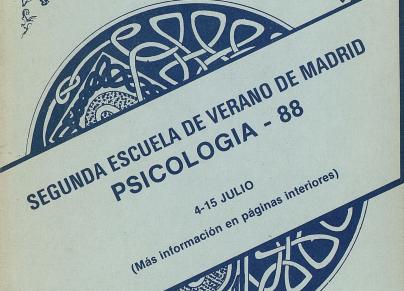 SEGUNDA ESCUELA DE VERANO DE MADRID
PSICOLOGIA - 88
4-15 JULIO
(Más información en páginas interiores)